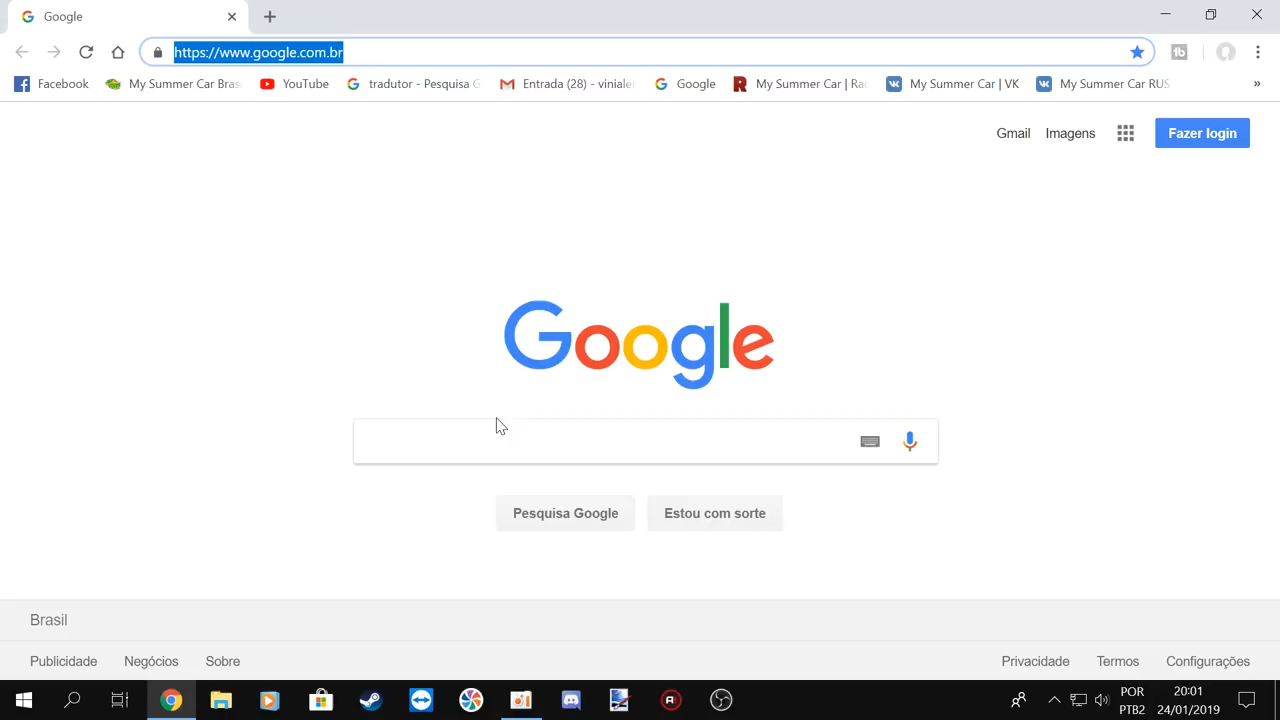 Google
https://www.google.com.br
Facebook
My Summer Car Bras
YouTube
tradutor - Pesquisa G
Entrada (28) - viniale
Google
My Summer Car | Rac
My Summer Car | VK
My Summer Car RUS
»
Gmail
Imagens
Fazer login
Google
Pesquisa Google
Estou com sorte
Brasil
Publicidade
Negócios
Sobre
Privacidade
Termos
Configurações
POR
PTB2
20:01
24/01/2019